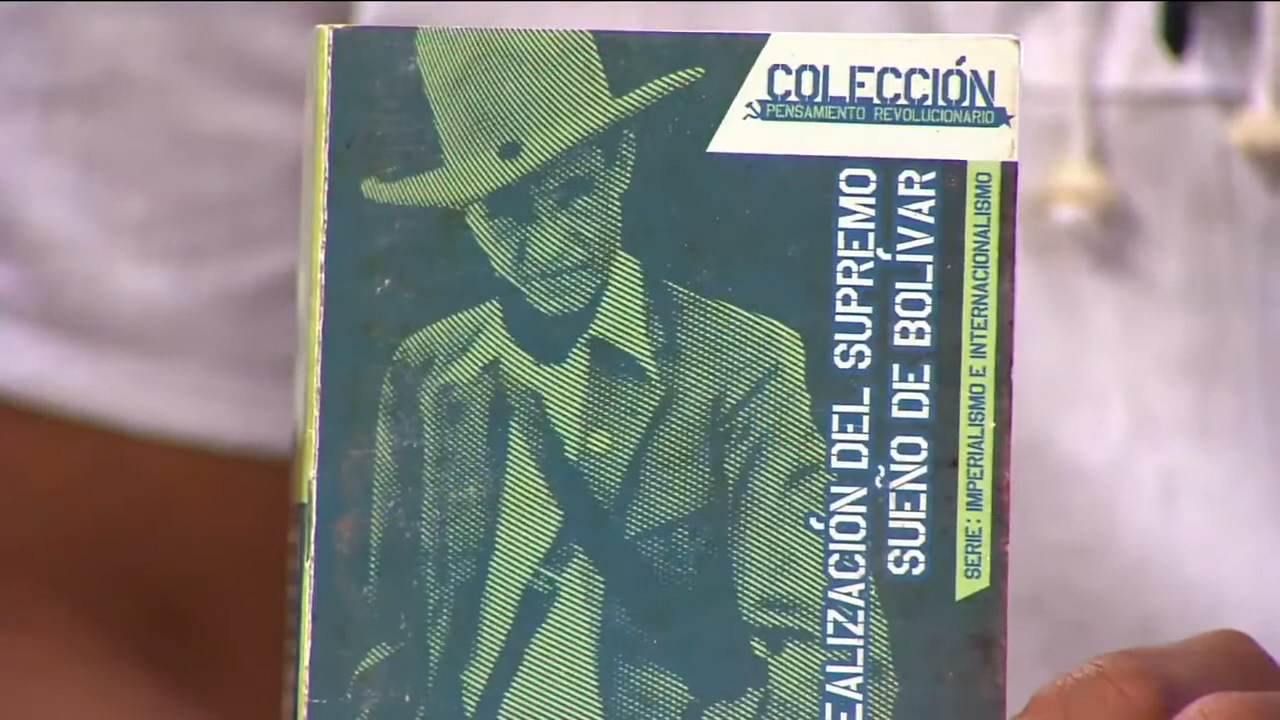 COLECCIÓN
PENSAMIENTO REVOLUCIONARIO
EALIZACIÓN DEL SUPREMO
SUEÑO DE BOLÍVAR
SERIE: IMPERIALISMO E INTERNACIONALISMO